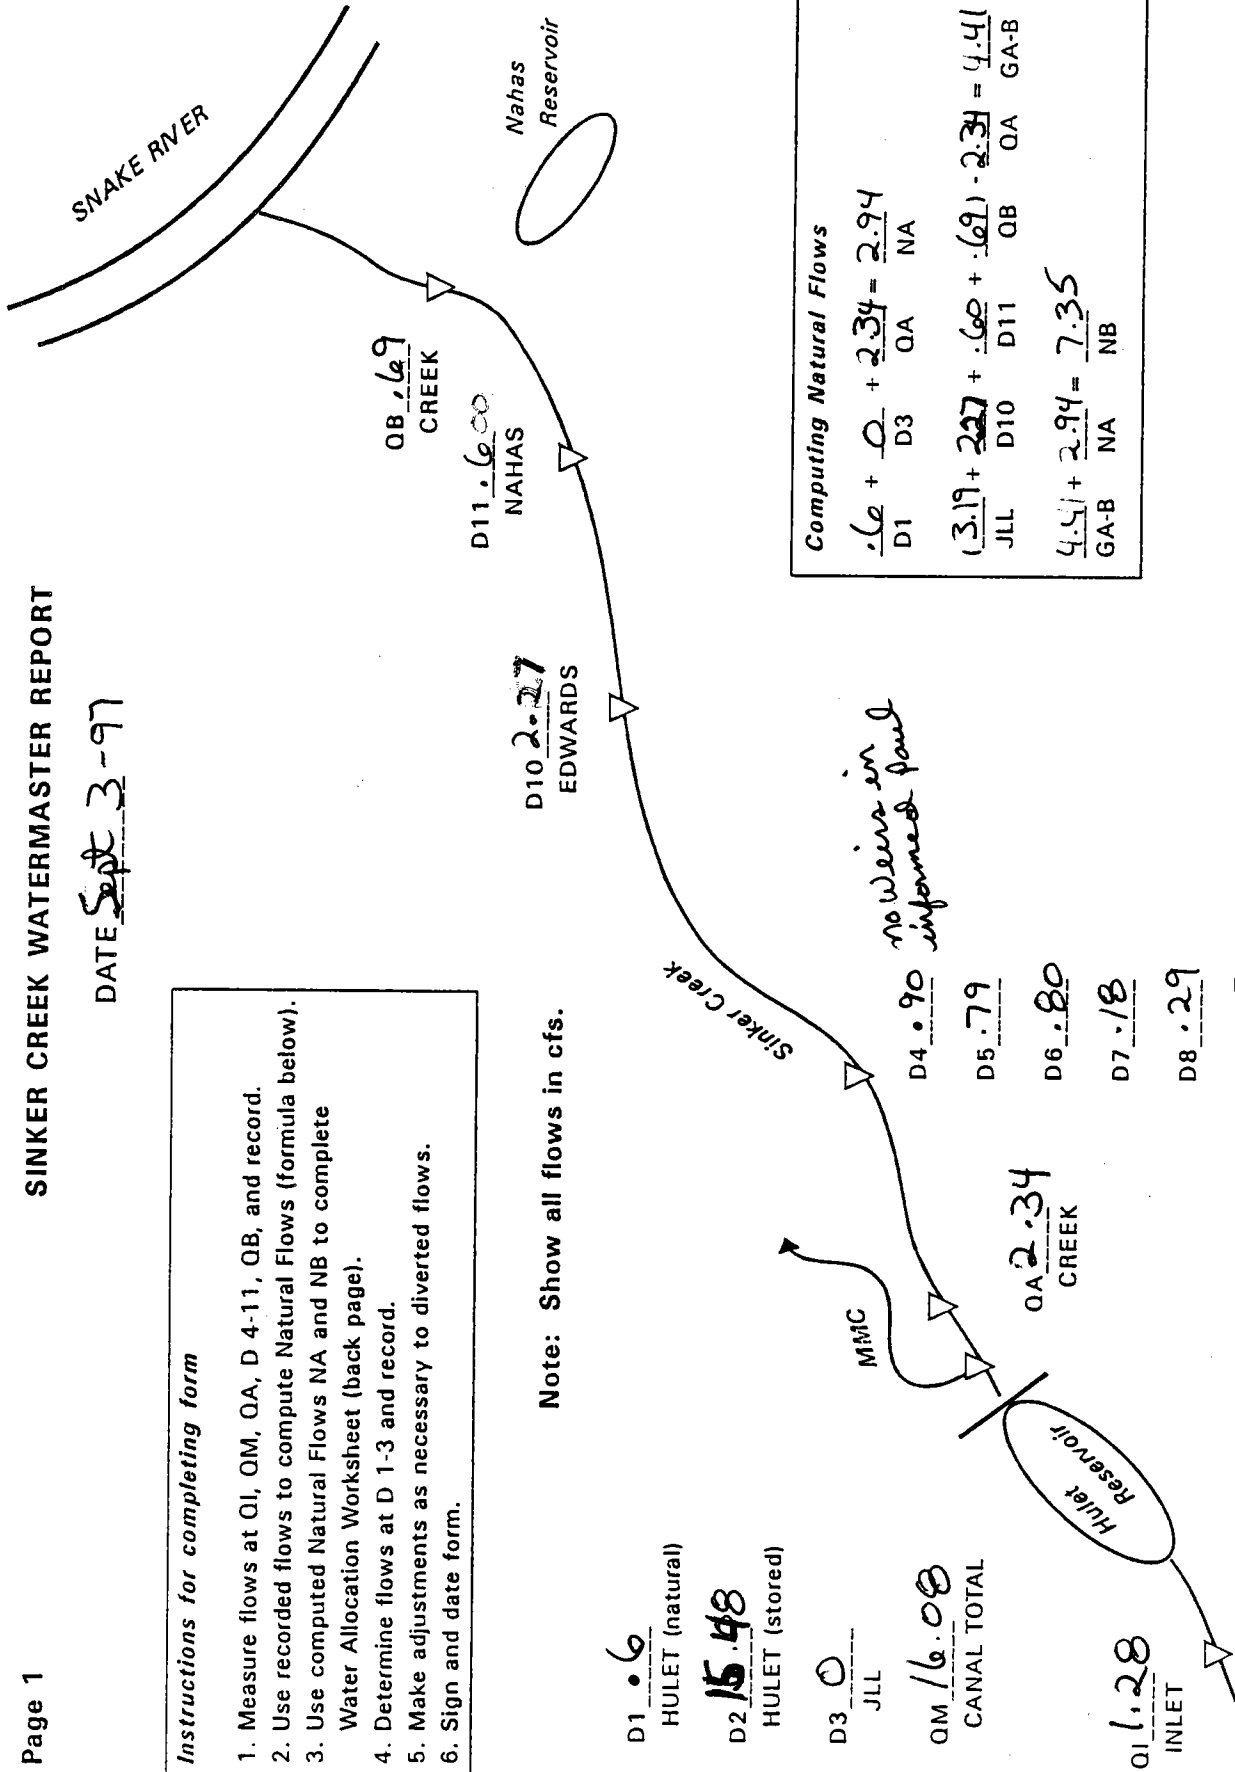 Page 1
SINKER CREEK WATERMASTER REPORT
DATE Sept 3-97
Instructions for completing form
1. Measure flows at QI, QM, QA, D 4-11, QB, and record.
2. Use recorded flows to compute Natural Flows (formula below).
3. Use computed Natural Flows NA and NB to complete
Water Allocation Worksheet (back page).
4. Determine flows at D 1-3 and record.
5. Make adjustments as necessary to diverted flows.
6. Sign and date form.
Note: Show all flows in cfs.
SNAKE RIVER
Nahas
Reservoir
QB .69
CREEK
D11 .600
NAHAS
D10 2.27
EDWARDS
Sinker Creek
MMC
Hulet
Reservoir
D1 .6
HULET (natural)
D2 15.48
HULET (stored)
D3 0
JLL
QM 16.08
CANAL TOTAL
QI 1.28
INLET
QA 2.34
CREEK
D4 .90 no weirs in
informed paul
D5 .79
D6 .80
D7 .18
D8 .29
Computing Natural Flows
.6 + 0 + 2.34 = 2.94
D1 D3 QA NA
(3.19 + 2.27 + .60 + .69) - 2.34 = 4.41
JLL D10 D11 QB QA GA-B
4.41 + 2.94 = 7.35
GA-B NA NB